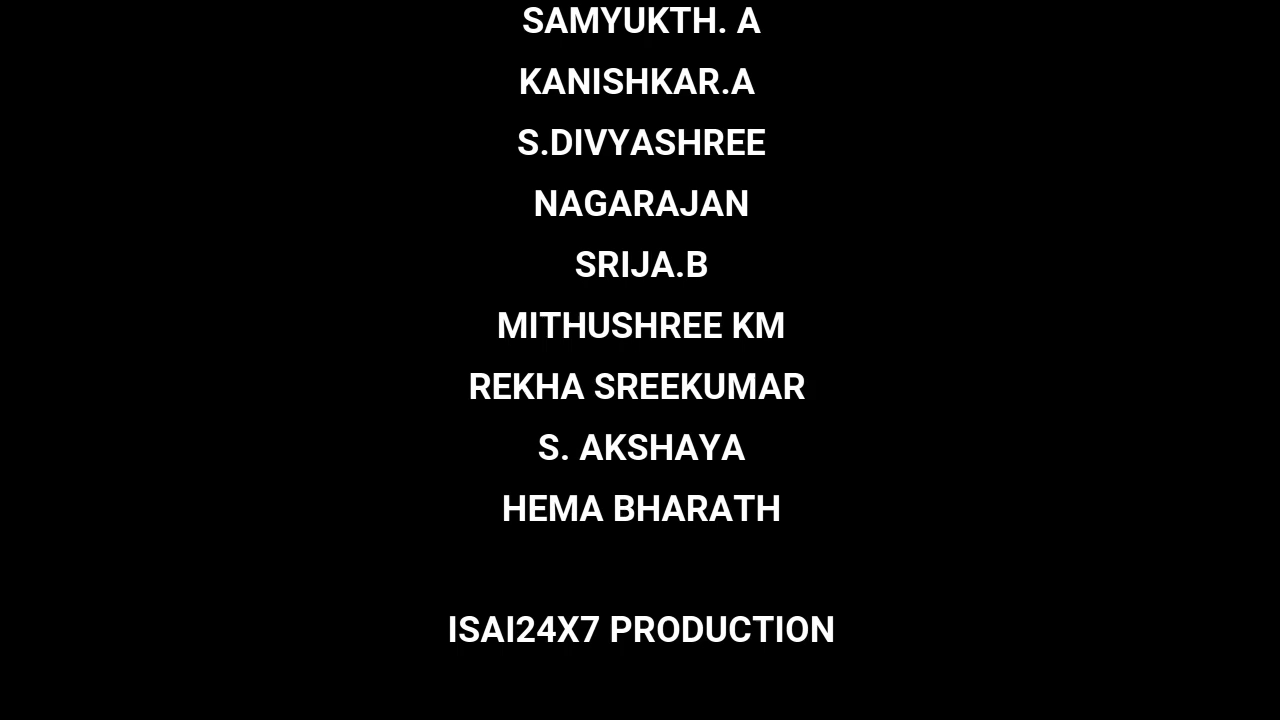 SAMYUKTH. A
KANISHKAR.A
S.DIVYASHREE
NAGARAJAN
SRIJA.B
MITHUSHREE KM
REKHA SREEKUMAR
S. AKSHAYA
HEMA BHARATH
ISAI24X7 PRODUCTION